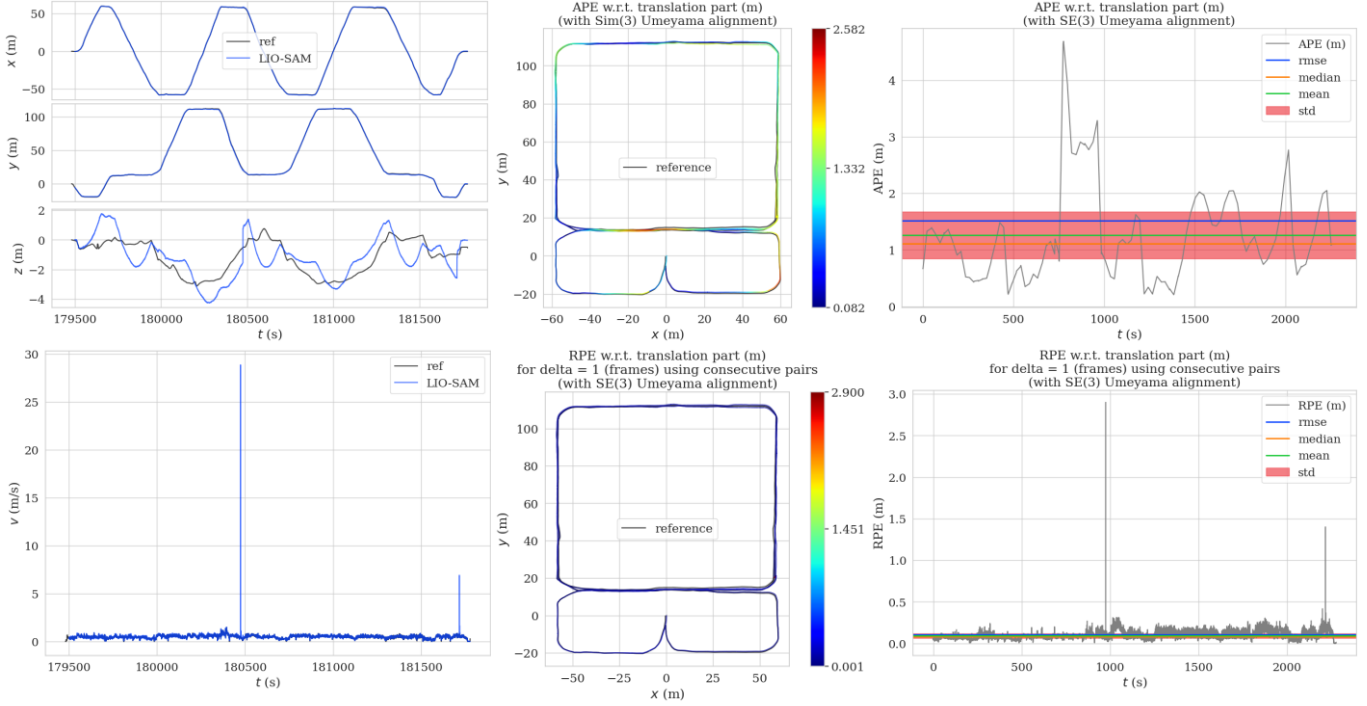 APE w.r.t. translation part (m)
(with Sim(3) Umeyama alignment)
APE w.r.t. translation part (m)
(with SE(3) Umeyama alignment)
x (m)
50
0
−50
ref
LIO-SAM
y (m)
100
50
0
z (m)
2
0
−2
−4
179500
180000
180500
181000
181500
t (s)
y (m)
100
80
60
40
20
0
−20
reference
−60
−40
−20
0
20
40
60
x (m)
2.582
1.332
0.082
APE (m)
4
3
2
1
0
APE (m)
rmse
median
mean
std
0
500
1000
1500
2000
t (s)
RPE w.r.t. translation part (m)
for delta = 1 (frames) using consecutive pairs
(with SE(3) Umeyama alignment)
RPE w.r.t. translation part (m)
for delta = 1 (frames) using consecutive pairs
(with SE(3) Umeyama alignment)
v (m/s)
30
25
20
15
10
5
0
ref
LIO-SAM
179500
180000
180500
181000
181500
t (s)
y (m)
100
80
60
40
20
0
−20
reference
−50
−25
0
25
50
x (m)
2.900
1.451
0.001
RPE (m)
3.0
2.5
2.0
1.5
1.0
0.5
0.0
RPE (m)
rmse
median
mean
std
0
500
1000
1500
2000
t (s)